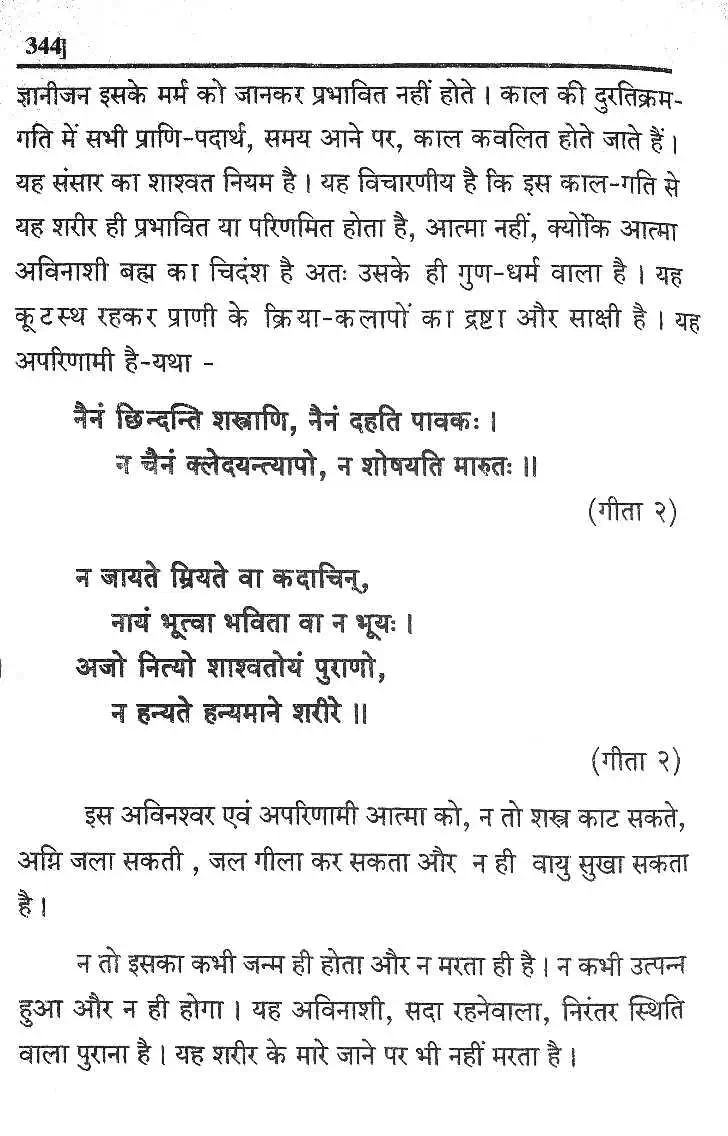 344]
ज्ञानीजन इसके मर्म को जानकर प्रभावित नहीं होते । काल की दुरतिक्रम-
गति में सभी प्राणि-पदार्थ, समय आने पर, काल कवलित होते जाते हैं ।
यह संसार का शाश्वत नियम है । यह विचारणीय है कि इस काल-गति से
यह शरीर ही प्रभावित या परिणमित होता है, आत्मा नहीं, क्योंकि आत्मा
अविनाशी बह्म का चिदंश है अतः उसके ही गुण-धर्म वाला है । यह
कूटस्थ रहकर प्राणी के क्रिया-कलापों का द्रष्टा और साक्षी है । यह
अपरिणामी है-यथा -
नैनं छिन्दन्ति शस्त्राणि, नैनं दहति पावकः ।
न चैनं क्लेदयन्त्यापो, न शोषयति मारुतः ॥
(गीता २)
न जायते म्रियते वा कदाचिन्,
नायं भूत्वा भविता वा न भूयः ।
अजो नित्यो शाश्वतोयं पुराणो,
न हन्यते हन्यमाने शरीरे ॥
(गीता २)
इस अविनश्वर एवं अपरिणामी आत्मा को, न तो शस्त्र काट सकते,
अग्नि जला सकती , जल गीला कर सकता और न ही वायु सुखा सकता
है ।
न तो इसका कभी जन्म ही होता और न मरता ही है । न कभी उत्पन्न
हुआ और न ही होगा । यह अविनाशी, सदा रहनेवाला, निरंतर स्थिति
वाला पुराना है । यह शरीर के मारे जाने पर भी नहीं मरता है ।